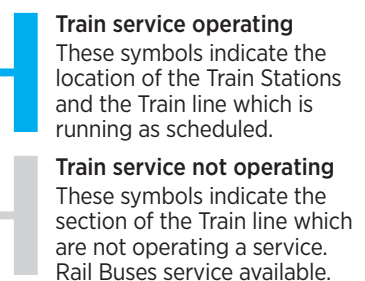 Train service operating
These symbols indicate the
location of the Train Stations
and the Train line which is
running as scheduled.
Train service not operating
These symbols indicate the
section of the Train line which
are not operating a service.
Rail Buses service available.